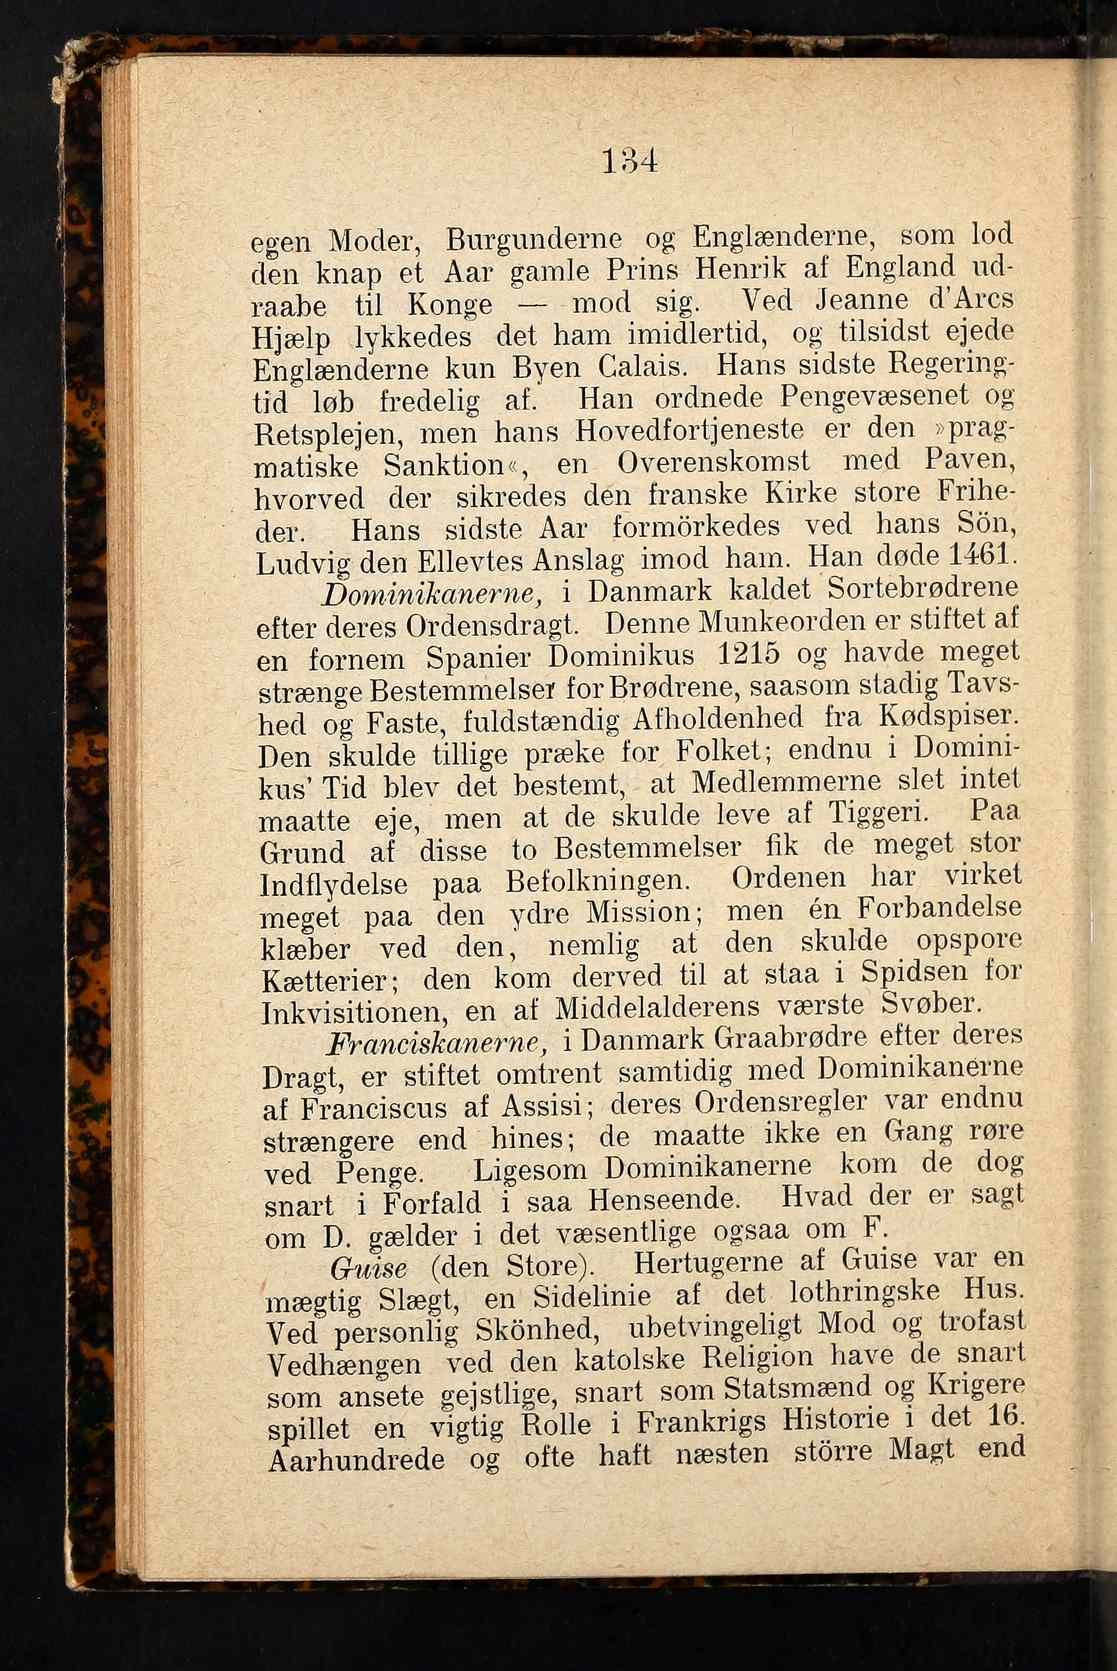 134
egen Moder, Burgunderne og Englænderne, som lod
den knap et Aar gamle Prins Henrik af England ud-
raabe til Konge — mod sig. Ved Jeanne d'Arcs
Hjælp lykkedes det ham imidlertid, og tilsidst ejede
Englænderne kun Byen Calais. Hans sidste Regering-
tid løb fredelig af. Han ordnede Pengevæsenet og
Retsplejen, men hans Hovedfortjeneste er den »prag-
matiske Sanktion«, en Overenskomst med Paven,
hvorved der sikredes den franske Kirke store Frihe-
der. Hans sidste Aar formörkedes ved hans Sön,
Ludvig den Ellevtes Anslag imod ham. Han døde 1461.
Dominikanerne, i Danmark kaldet Sortebrødrene
efter deres Ordensdragt. Denne Munkeorden er stiftet af
en fornem Spanier Dominikus 1215 og havde meget
strænge Bestemmelser for Brødrene, saasom stadig Tavs-
hed og Faste, fuldstændig Afholdenhed fra Kødspiser.
Den skulde tillige præke for Folket; endnu i Domini-
kus' Tid blev det bestemt, at Medlemmerne slet intet
maatte eje, men at de skulde leve af Tiggeri. Paa
Grund af disse to Bestemmelser fik de meget stor
Indflydelse paa Befolkningen. Ordenen har virket
meget paa den ydre Mission; men én Forbandelse
klæber ved den, nemlig at den skulde opspore
Kætterier; den kom derved til at staa i Spidsen for
Inkvisitionen, en af Middelalderens værste Svøber.
Franciskanerne, i Danmark Graabrødre efter deres
Dragt, er stiftet omtrent samtidig med Dominikanerne
af Franciscus af Assisi; deres Ordensregler var endnu
strængere end hines; de maatte ikke en Gang røre
ved Penge. Ligesom Dominikanerne kom de dog
snart i Forfald i saa Henseende. Hvad der er sagt
om D. gælder i det væsentlige ogsaa om F.
Guise (den Store). Hertugerne af Guise var en
mægtig Slægt, en Sidelinie af det lothringske Hus.
Ved personlig Skönhed, ubetvingeligt Mod og trofast
Vedhængen ved den katolske Religion have de snart
som ansete gejstlige, snart som Statsmænd og Krigere
spillet en vigtig Rolle i Frankrigs Historie i det 16.
Aarhundrede og ofte haft næsten större Magt end